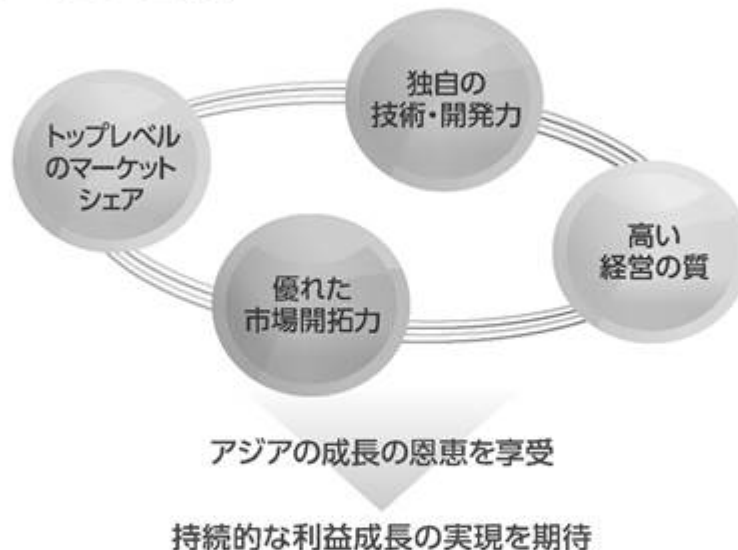 トップレベル
のマーケット
シェア
独自の
技術・開発力
高い
経営の質
優れた
市場開拓力
アジアの成長の恩恵を享受
持続的な利益成長の実現を期待